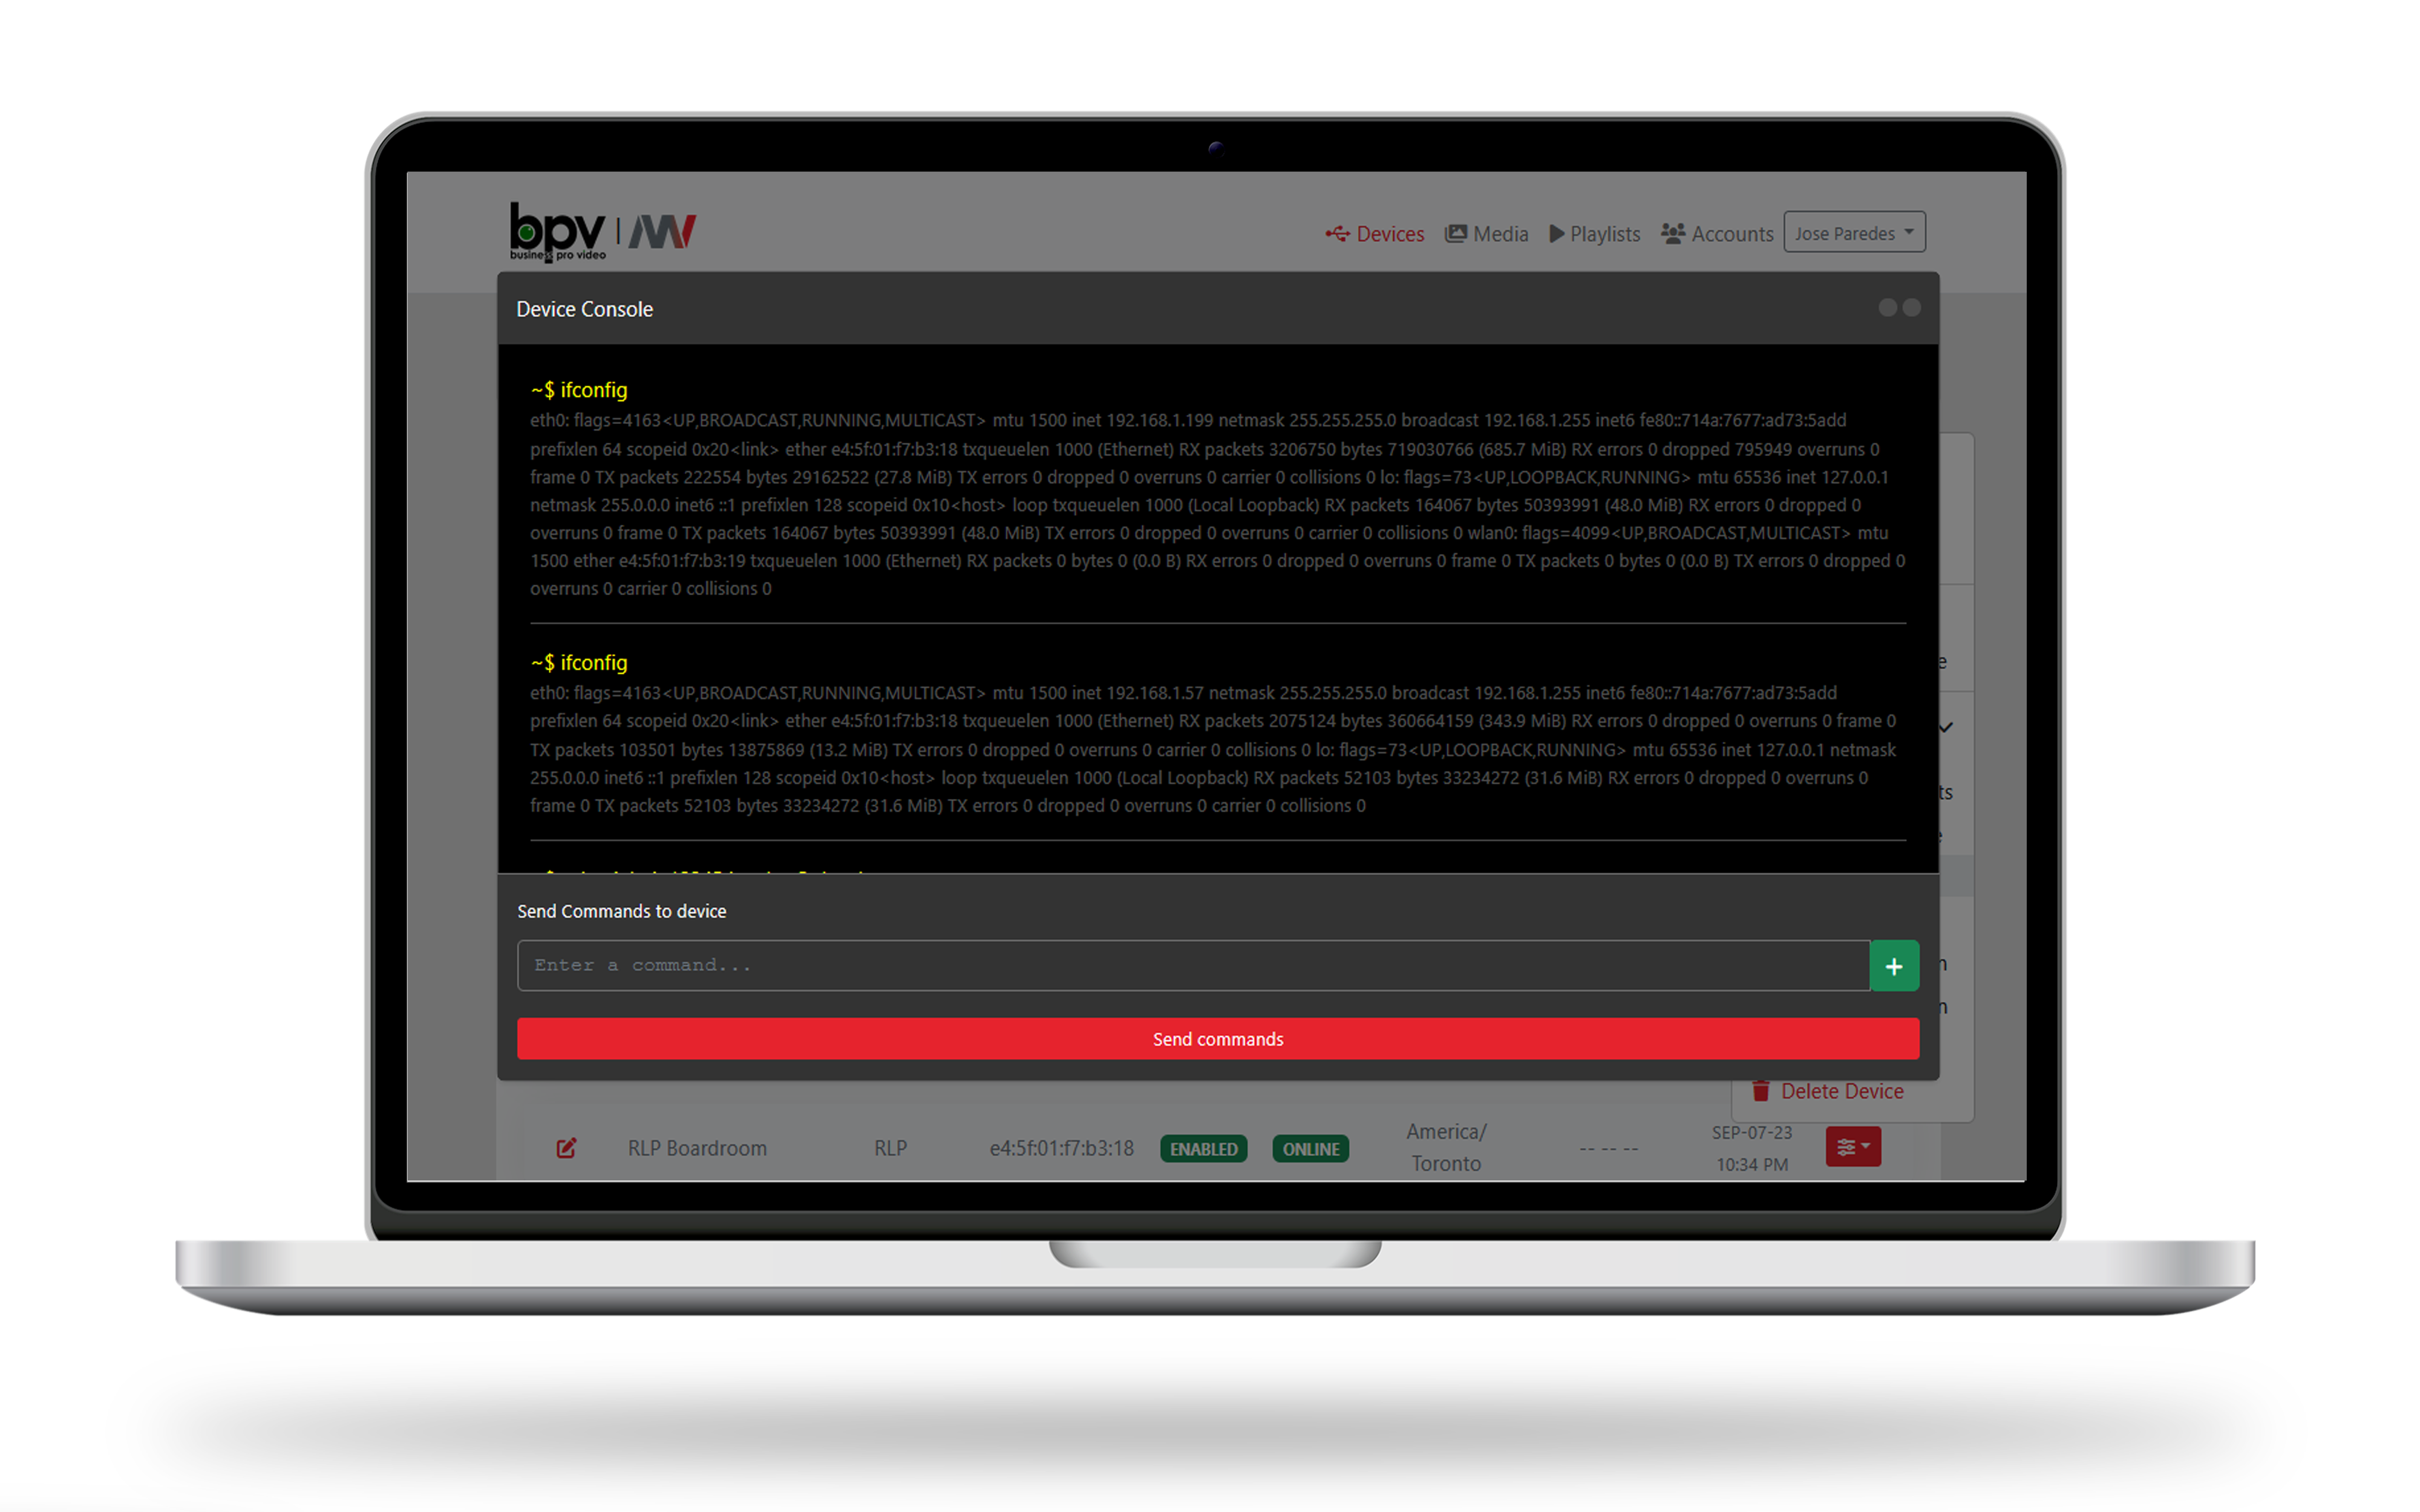 bpv
business pro video
Devices
Media
Playlists
Accounts
Jose Paredes
Device Console
~$ ifconfig
eth0: flags=4163<UP,BROADCAST,RUNNING,MULTICAST> mtu 1500 inet 192.168.1.199 netmask 255.255.255.0 broadcast 192.168.1.255 inet6 fe80::714a:7677:ad73:5add
prefixlen 64 scopeid 0x20<link> ether e4:5f:01:f7:b3:18 txqueuelen 1000 (Ethernet) RX packets 3206750 bytes 719030766 (685.7 MiB) RX errors 0 dropped 795949 overruns 0
frame 0 TX packets 222554 bytes 29162522 (27.8 MiB) TX errors 0 dropped 0 overruns 0 carrier 0 collisions 0 lo: flags=73<UP,LOOPBACK,RUNNING> mtu 65536 inet 127.0.0.1
netmask 255.0.0.0 inet6 ::1 prefixlen 128 scopeid 0x10<host> loop txqueuelen 1000 (Local Loopback) RX packets 164067 bytes 50393991 (48.0 MiB) RX errors 0 dropped 0
overruns 0 frame 0 TX packets 164067 bytes 50393991 (48.0 MiB) TX errors 0 dropped 0 overruns 0 carrier 0 collisions 0 wlan0: flags=4099<UP,BROADCAST,MULTICAST> mtu
1500 ether e4:5f:01:f7:b3:19 txqueuelen 1000 (Ethernet) RX packets 0 bytes 0 (0.0 B) RX errors 0 dropped 0 overruns 0 frame 0 TX packets 0 bytes 0 (0.0 B) TX errors 0 dropped 0
overruns 0 carrier 0 collisions 0
~$ ifconfig
eth0: flags=4163<UP,BROADCAST,RUNNING,MULTICAST> mtu 1500 inet 192.168.1.57 netmask 255.255.255.0 broadcast 192.168.1.255 inet6 fe80::714a:7677:ad73:5add
prefixlen 64 scopeid 0x20<link> ether e4:5f:01:f7:b3:18 txqueuelen 1000 (Ethernet) RX packets 2075124 bytes 360664159 (343.9 MiB) RX errors 0 dropped 0 overruns 0 frame 0
TX packets 103501 bytes 13875869 (13.2 MiB) TX errors 0 dropped 0 overruns 0 carrier 0 collisions 0 lo: flags=73<UP,LOOPBACK,RUNNING> mtu 65536 inet 127.0.0.1 netmask
255.0.0.0 inet6 ::1 prefixlen 128 scopeid 0x10<host> loop txqueuelen 1000 (Local Loopback) RX packets 52103 bytes 33234272 (31.6 MiB) RX errors 0 dropped 0 overruns 0
frame 0 TX packets 52103 bytes 33234272 (31.6 MiB) TX errors 0 dropped 0 overruns 0 carrier 0 collisions 0
Send Commands to device
Enter a command...
Send commands
Delete Device
RLP Boardroom
RLP
e4:5f:01:f7:b3:18
ENABLED
ONLINE
America/
Toronto
-- -- --
SEP-07-23
10:34 PM